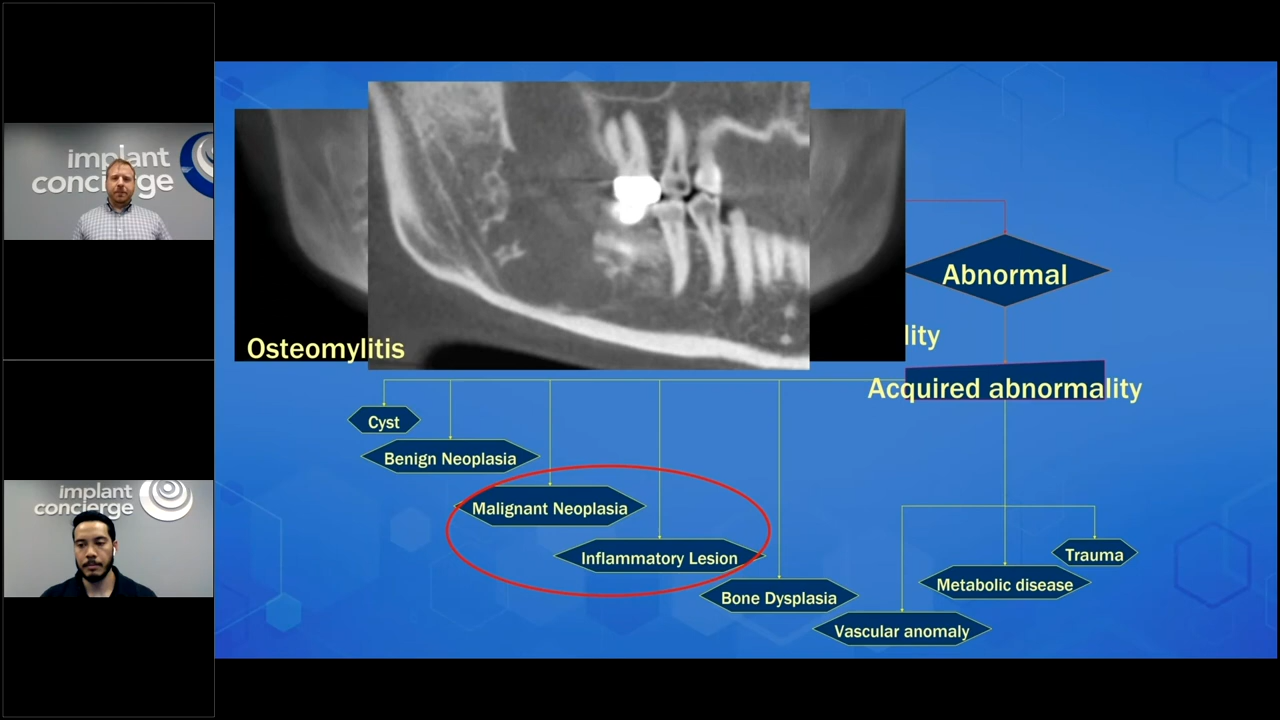 implant
concierge
implant
concierge
Osteomylitis
Abnormal
lity
Acquired abnormality
Cyst
Benign Neoplasia
Malignant Neoplasia
Inflammatory Lesion
Bone Dysplasia
Trauma
Metabolic disease
Vascular anomaly